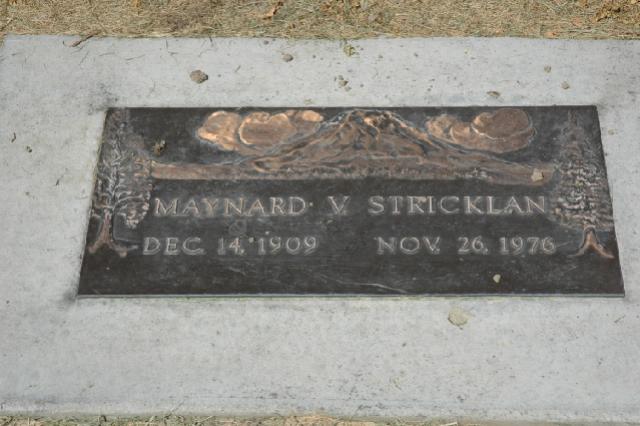 MAYNARD V. STRICKLAN
DEC. 14, 1909 NOV. 26, 1976